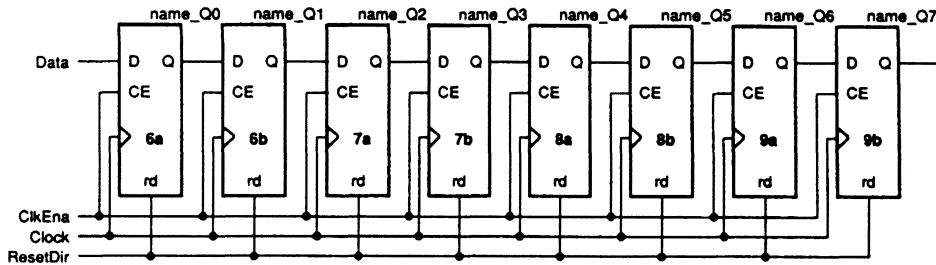 name_Q0 name_Q1 name_Q2 name_Q3 name_Q4 name_Q5 name_Q6 name_Q7
Data D Q D Q D Q D Q D Q D Q D Q D Q
CE CE CE CE CE CE CE CE
6a 6b 7a 7b 8a 8b 9a 9b
rd rd rd rd rd rd rd rd
ClkEna
Clock
ResetDir